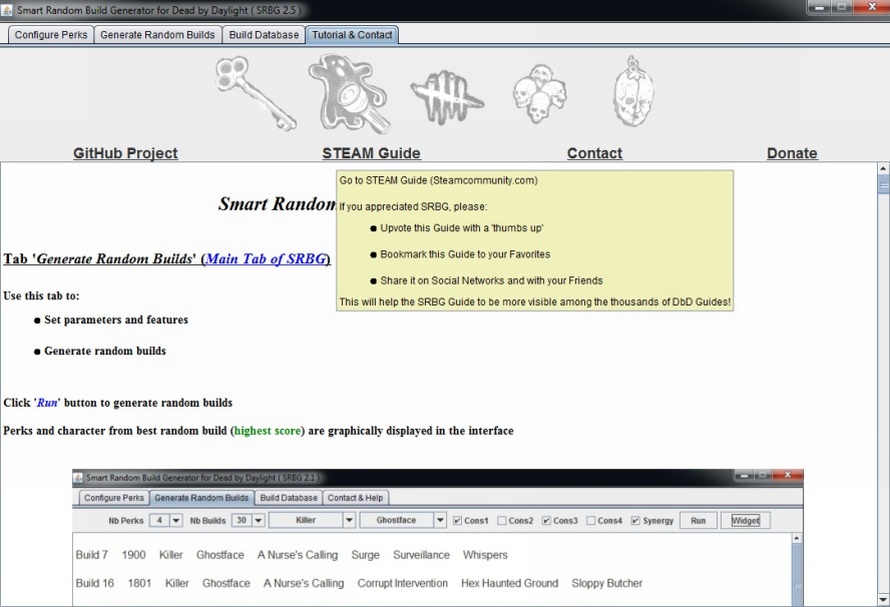 Smart Random Build Generator for Dead by Daylight ( SRBG 2.5 )
Configure Perks Generate Random Builds Build Database Tutorial & Contact
GitHub Project STEAM Guide Contact Donate
Go to STEAM Guide (Steamcommunity.com)
Smart Random
If you appreciated SRBG, please:
● Upvote this Guide with a 'thumbs up'
● Bookmark this Guide to your Favorites
Tab 'Generate Random Builds' (Main Tab of SRBG)
● Share it on Social Networks and with your Friends
This will help the SRBG Guide to be more visible among the thousands of DbD Guides!
Use this tab to:
● Set parameters and features
● Generate random builds
Click 'Run' button to generate random builds
Perks and character from best random build (highest score) are graphically displayed in the interface
Smart Random Build Generator for Dead by Daylight ( SRBG 2.1 )
Configure Perks Generate Random Builds Build Database Contact & Help
Nb Perks 4 Nb Builds 30 Killer Ghostface Cons1 Cons2 Cons3 Cons4 Synergy Run Widget
Build 7 1900 Killer Ghostface A Nurse's Calling Surge Surveillance Whispers
Build 16 1801 Killer Ghostface A Nurse's Calling Corrupt Intervention Hex Haunted Ground Sloppy Butcher